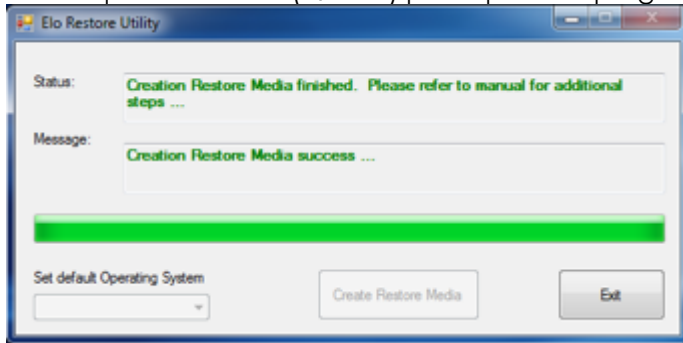 Elo Restore Utility
Status:
Creation Restore Media finished. Please refer to manual for additional
steps ...
Message:
Creation Restore Media success ...
Set default Operating System
Create Restore Media
Exit